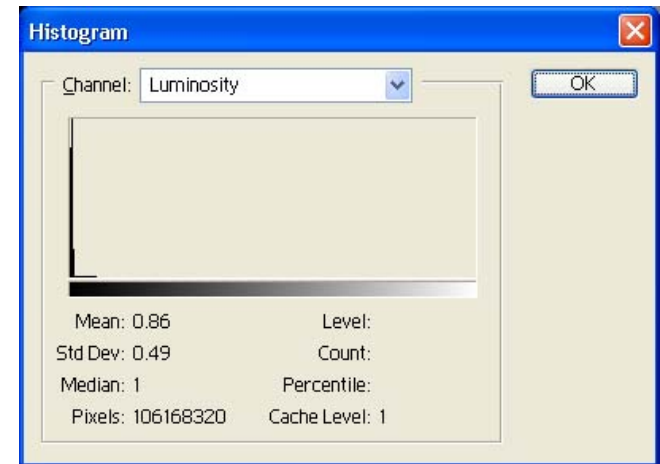 Histogram
Channel: Luminosity
OK
Mean: 0.86 Level:
Std Dev: 0.49 Count:
Median: 1 Percentile:
Pixels: 106168320 Cache Level: 1